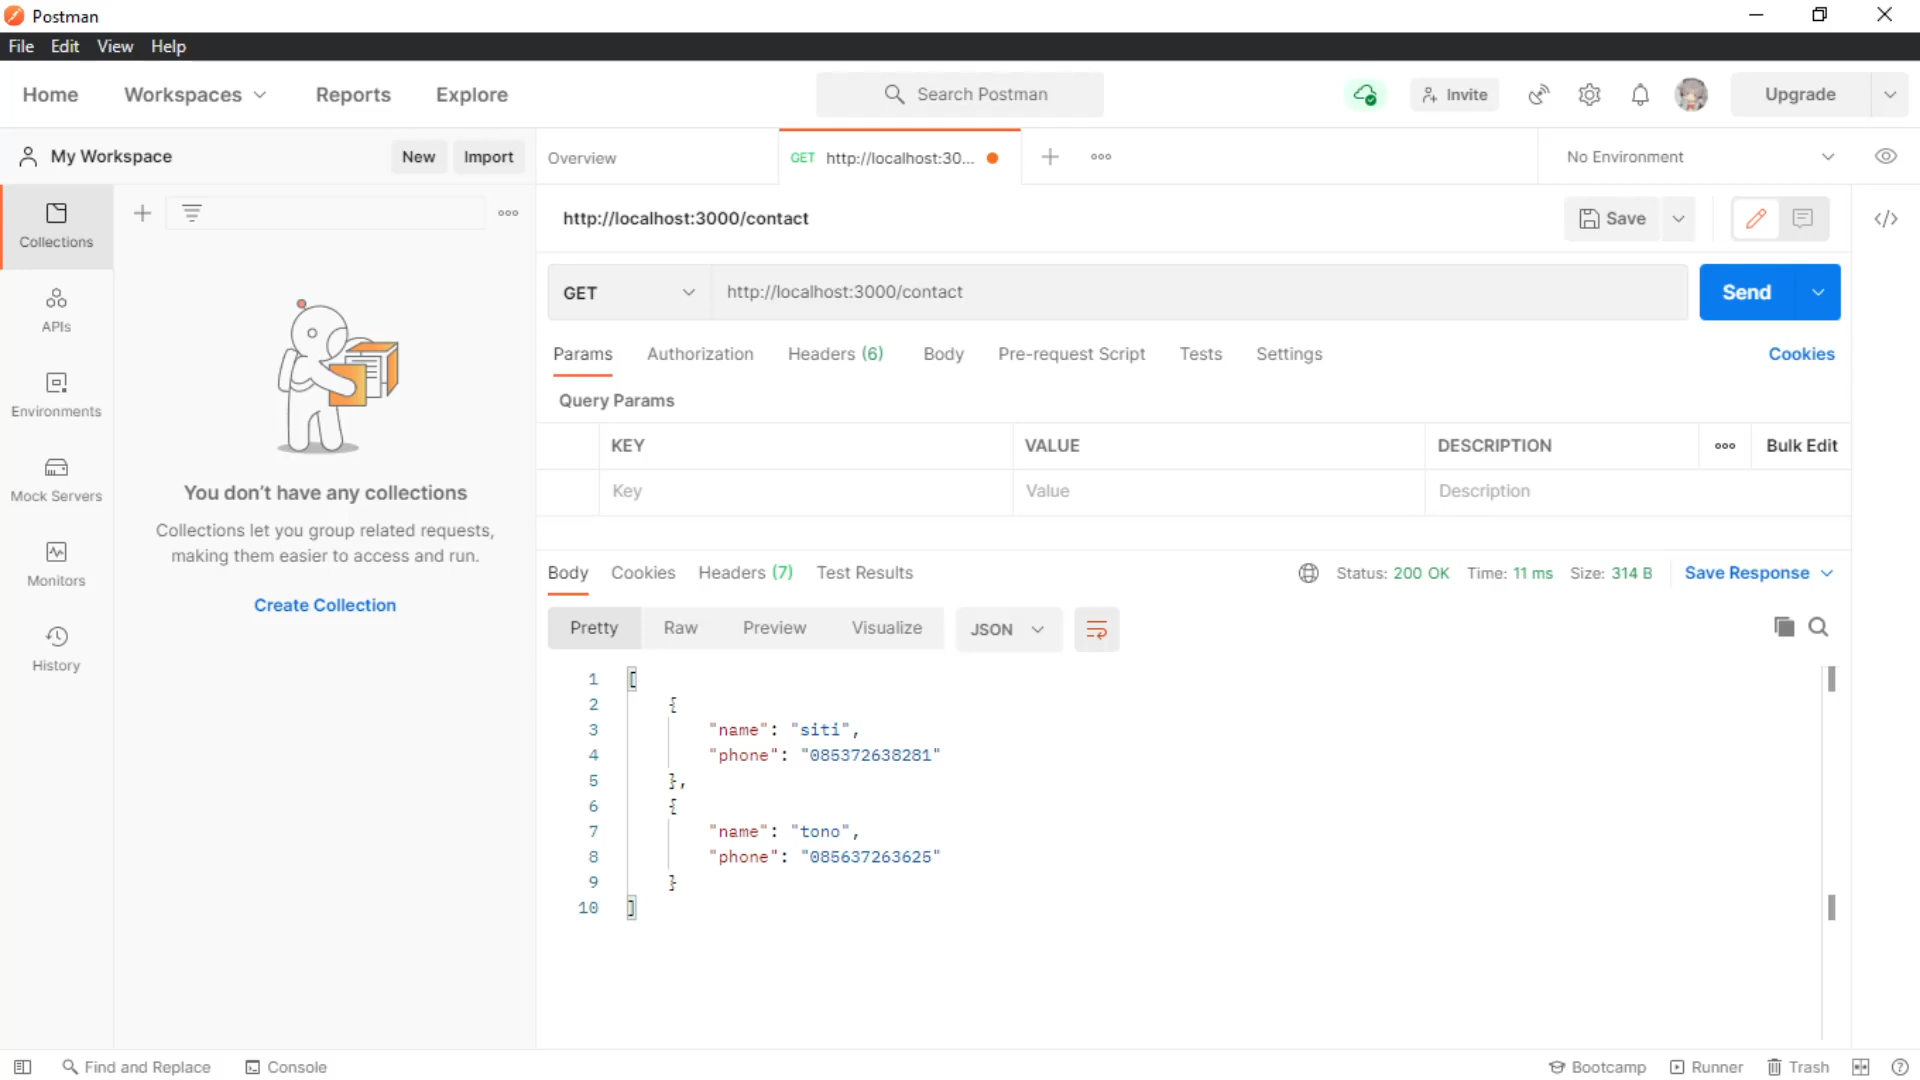 Postman
File Edit View Help
Home Workspaces Reports Explore Search Postman Invite Upgrade
My Workspace New Import Overview GET http://localhost:30... No Environment
http://localhost:3000/contact Save
GET http://localhost:3000/contact Send
Params Authorization Headers (6) Body Pre-request Script Tests Settings Cookies
Query Params
KEY VALUE DESCRIPTION Bulk Edit
Key Value Description
Collections
APIs
Environments
Mock Servers
Monitors
History
You don't have any collections
Collections let you group related requests,
making them easier to access and run.
Create Collection
Body Cookies Headers (7) Test Results Status: 200 OK Time: 11 ms Size: 314 B Save Response
Pretty Raw Preview Visualize JSON
1 [
2 {
3 "name": "siti",
4 "phone": "085372638281"
5 },
6 {
7 "name": "tono",
8 "phone": "085637263625"
9 }
10 ]
Find and Replace Console Bootcamp Runner Trash